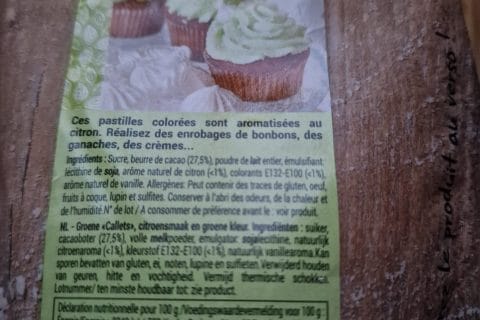 Ces pastilles colorées sont aromatisées au
citron. Réalisez des enrobages de bonbons, des
ganaches, des crèmes...
Ingrédients : Sucre, beurre de cacao (27,5%), poudre de lait entier, émulsifiant:
lécithine de soja, arôme naturel de citron (<1%), colorants E132-E100 (<1%),
arôme naturel de vanille. Allergènes: Peut contenir des traces de gluten, oeuf,
fruits à coque, lupin et sulfites. Conserver à l'abri des odeurs, de la chaleur et
de l'humidité N° de lot / A consommer de préférence avant le : voir produit.
NL - Groene «Callets», citroensmaak en groene kleur. Ingrediënten : suiker,
cacaoboter (27,5%), volle melkpoeder, emulgator: sojalecithine, natuurlijk
citroenaroma (<1%), kleurstof E132-E100 (<1%), natuurlijk vanillearoma. Kan
sporen bevatten van gluten, ei, noten, lupine en sulfieten. Verwijderd houden
van geuren, hitte en vochtigheid. Vermijd thermische schokken.
Lotnummer/ ten minste houdbaar tot: zie product.
Déclaration nutritionnelle pour 100 g /Voedingswaardevermelding voor 100 g :
le produit au verso !